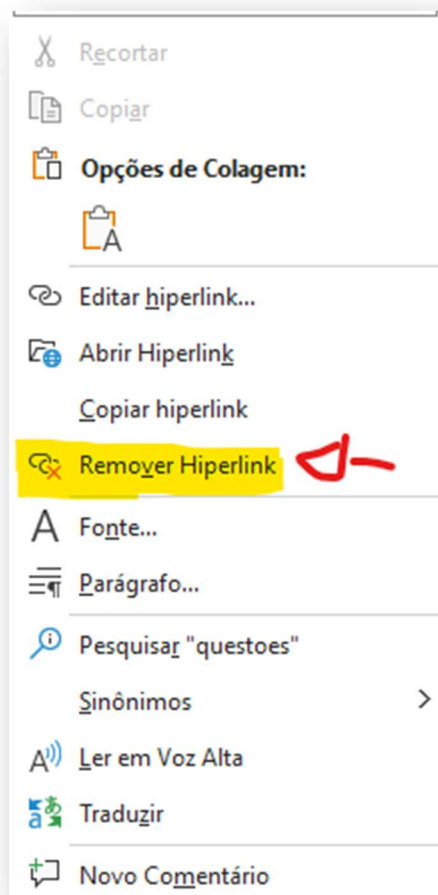 Recortar
Copiar
Opções de Colagem:
Editar hiperlink...
Abrir Hiperlink
Copiar hiperlink
Remover Hiperlink
Fonte...
Parágrafo...
Pesquisar "questoes"
Sinônimos
Ler em Voz Alta
Traduzir
Novo Comentário